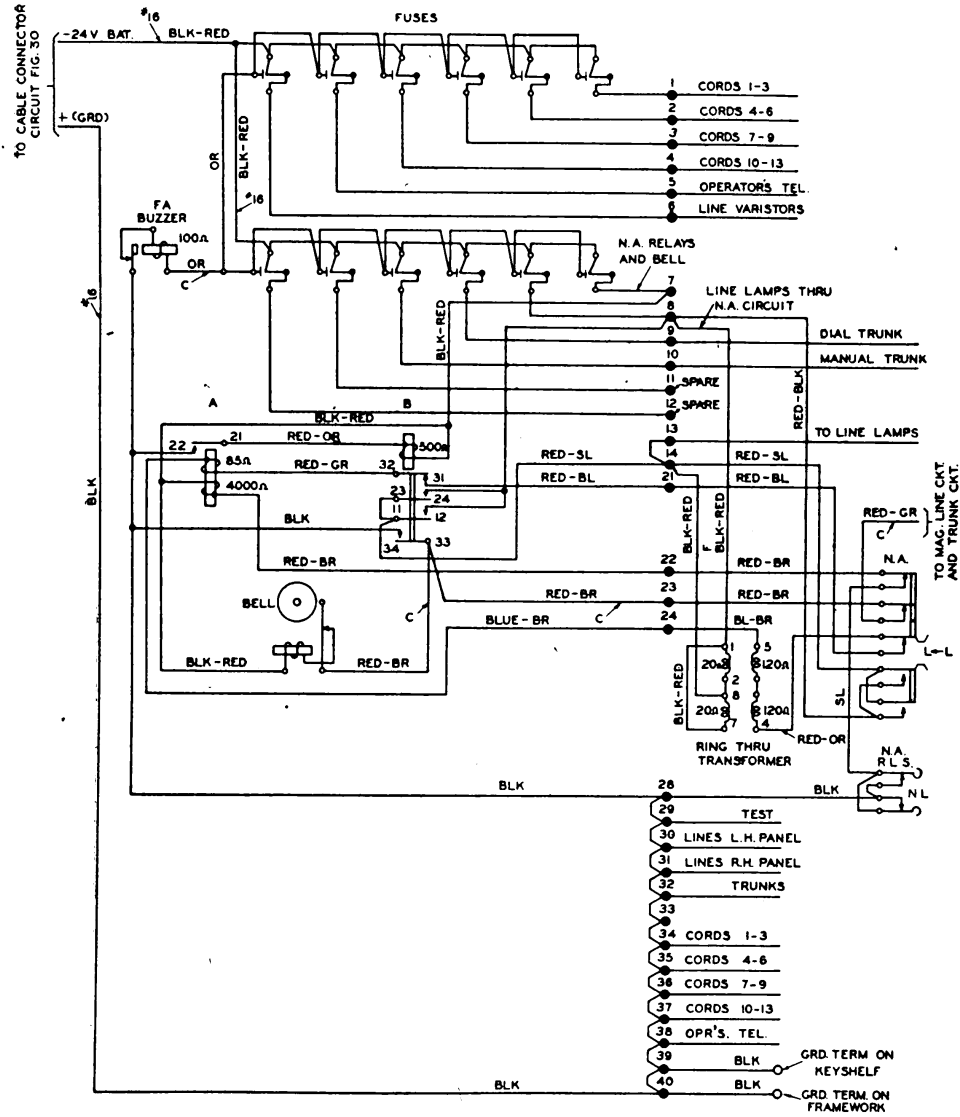 TO CABLE CONNECTOR
CIRCUIT FIG. 30
-24 V BAT.
#16
BLK-RED
FUSES
+ (GRD)
1 CORDS 1-3
2 CORDS 4-6
3 CORDS 7-9
4 CORDS 10-13
5 OPERATOR'S TEL.
6 LINE VARISTORS
OR
BLK-RED
#16
FA
BUZZER
100Ω
OR
C
#16
N.A. RELAYS
AND BELL
7
LINE LAMPS THRU
N.A. CIRCUIT
8
9
DIAL TRUNK
10
MANUAL TRUNK
11
SPARE
12
SPARE
BLK-RED
RED-BLK
A
B
BLK-RED
13
TO LINE LAMPS
22
21
RED-OR
500Ω
85Ω
RED-GR
32
31
RED-SL
14
RED-SL
4000Ω
23
24
RED-BL
21
RED-BL
11
12
BLK
BLK
34
33
BLK-RED
F
BLK-RED
RED-GR
C
TO MAG. LINE CKT.
AND TRUNK CKT.
RED-BR
22
RED-BR
N.A.
BELL
RED-BR
23
RED-BR
C
C
BLUE-BR
24
BL-BR
BLK-RED
RED-BR
1
5
20Ω
120Ω
2
8
20Ω
120Ω
7
4
BLK-RED
SL
L←L
RED-OR
RING THRU
TRANSFORMER
N.A.
R L S.
N L
BLK
28
BLK
29
TEST
30
LINES L.H. PANEL
31
LINES R.H. PANEL
32
TRUNKS
33
34 CORDS 1-3
35 CORDS 4-6
36 CORDS 7-9
37 CORDS 10-13
38 OPR'S. TEL.
39
BLK
GRD. TERM ON
KEYSHELF
BLK
40
BLK
GRD. TERM. ON
FRAMEWORK